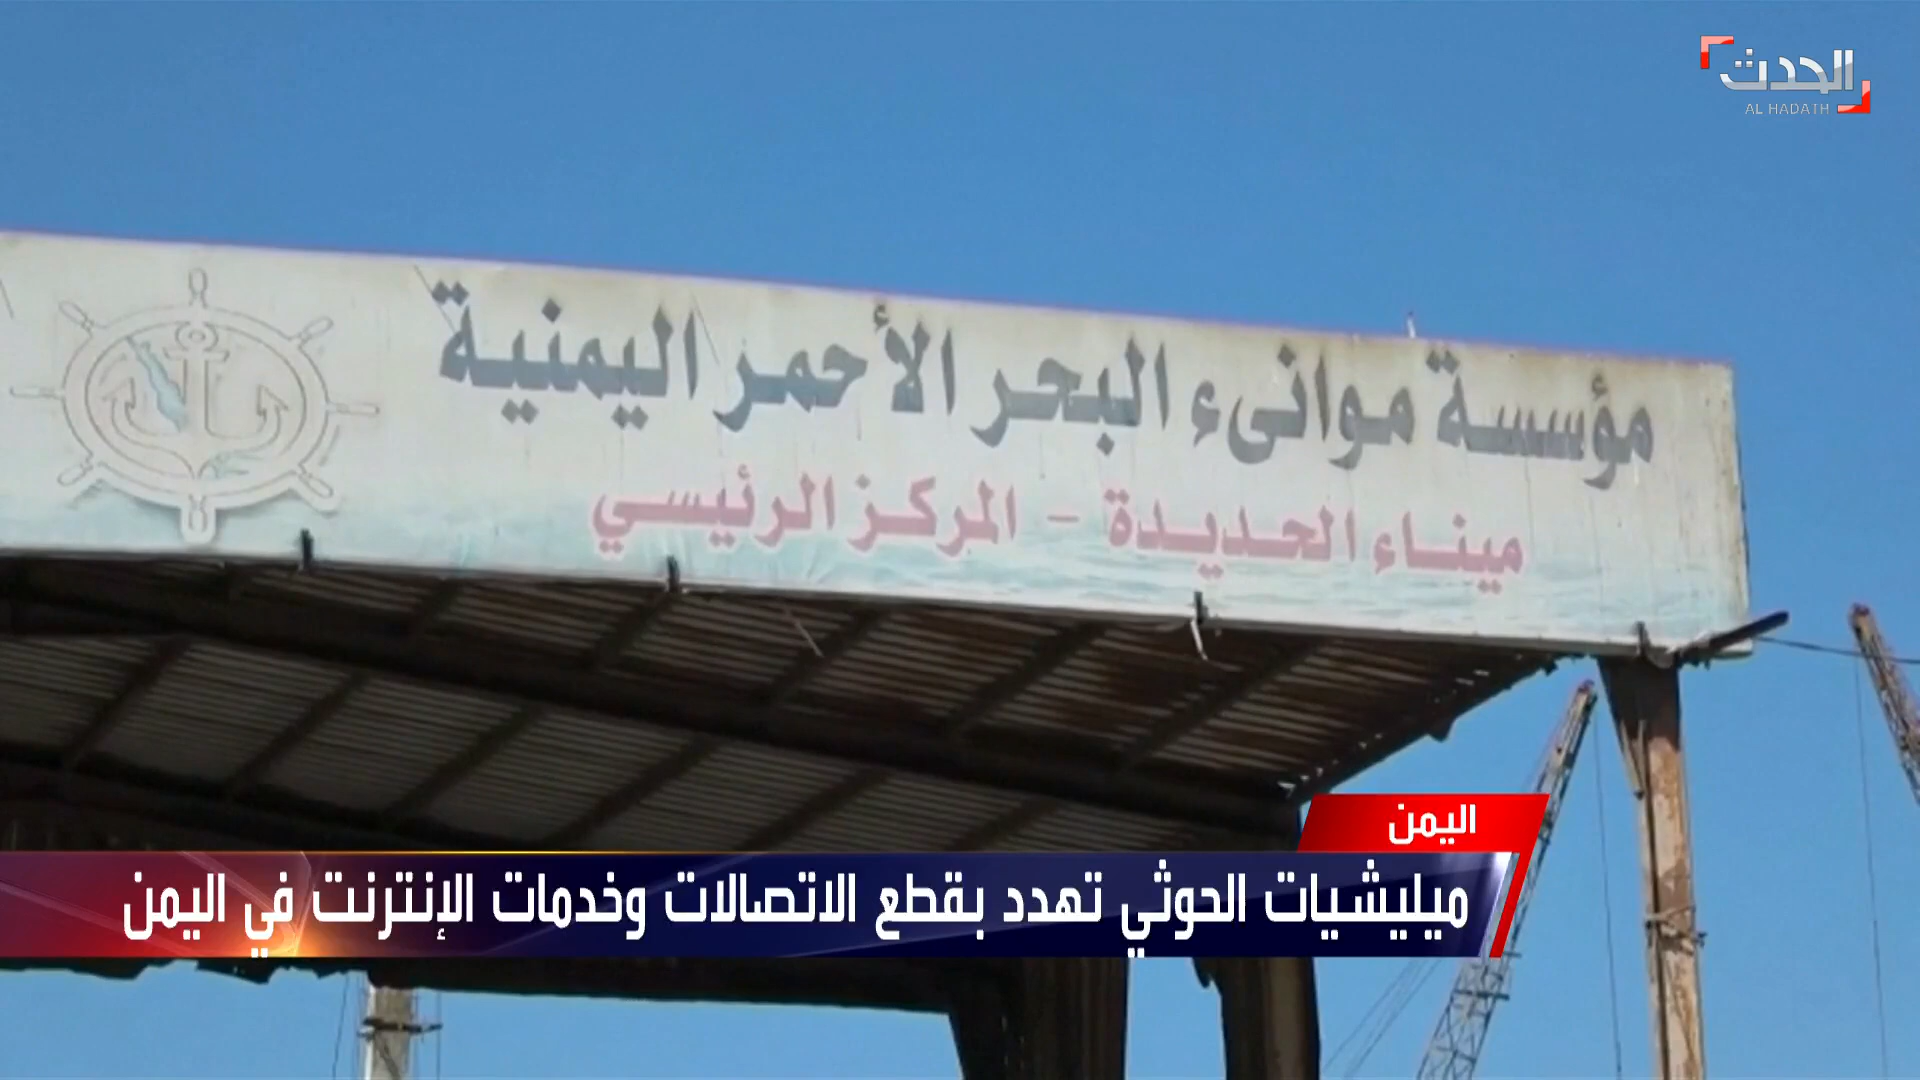 الحدث
AL HADATH
مؤسسة موانىء البحر الأحمر اليمنية
ميناء الحديدة - المركز الرئيسي
اليمن
ميليشيات الحوثي تهدد بقطع الاتصالات وخدمات الإنترنت في اليمن